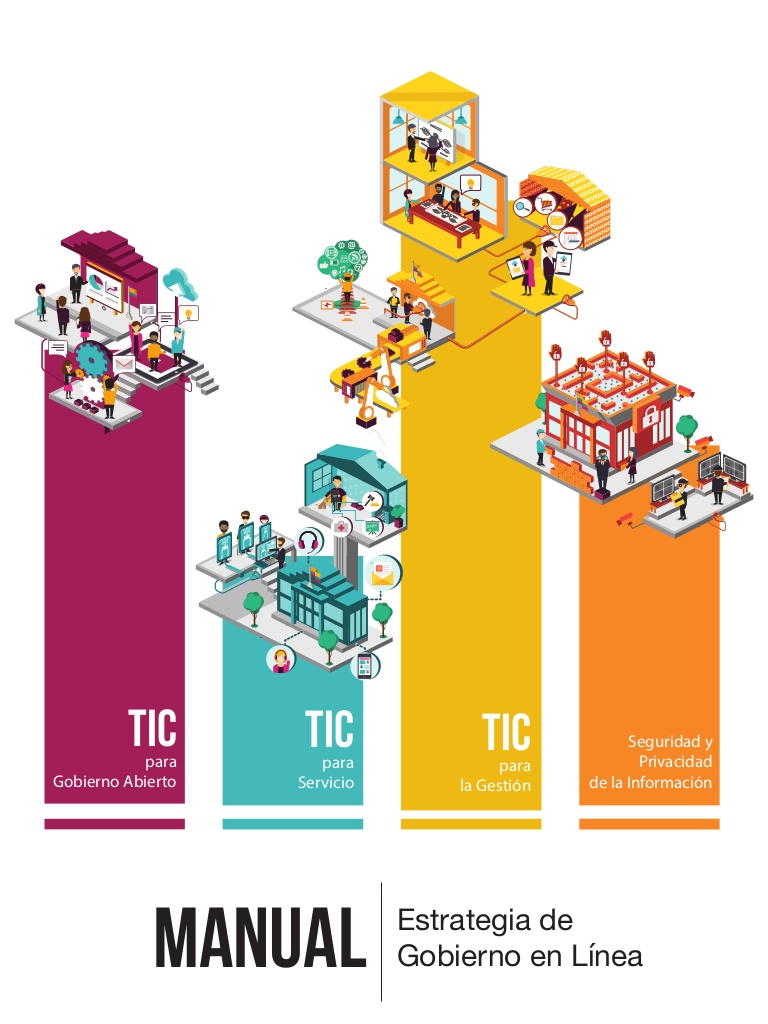 TIC
para
Gobierno Abierto
TIC
para
Servicio
TIC
para
la Gestión
Seguridad y
Privacidad
de la Información
MANUAL
Estrategia de
Gobierno en Línea